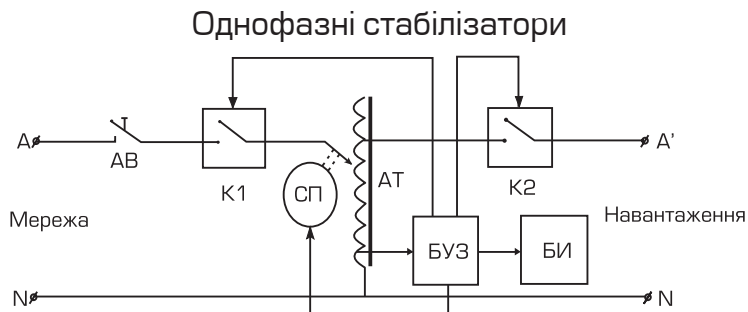 Однофазні стабілізатори
A
AB
K1
СП
AT
K2
A'
Мережа
Навантаження
БУЗ
БИ
N
N